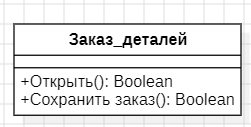 Заказ_деталей
+Открыть(): Boolean
+Сохранить заказ(): Boolean